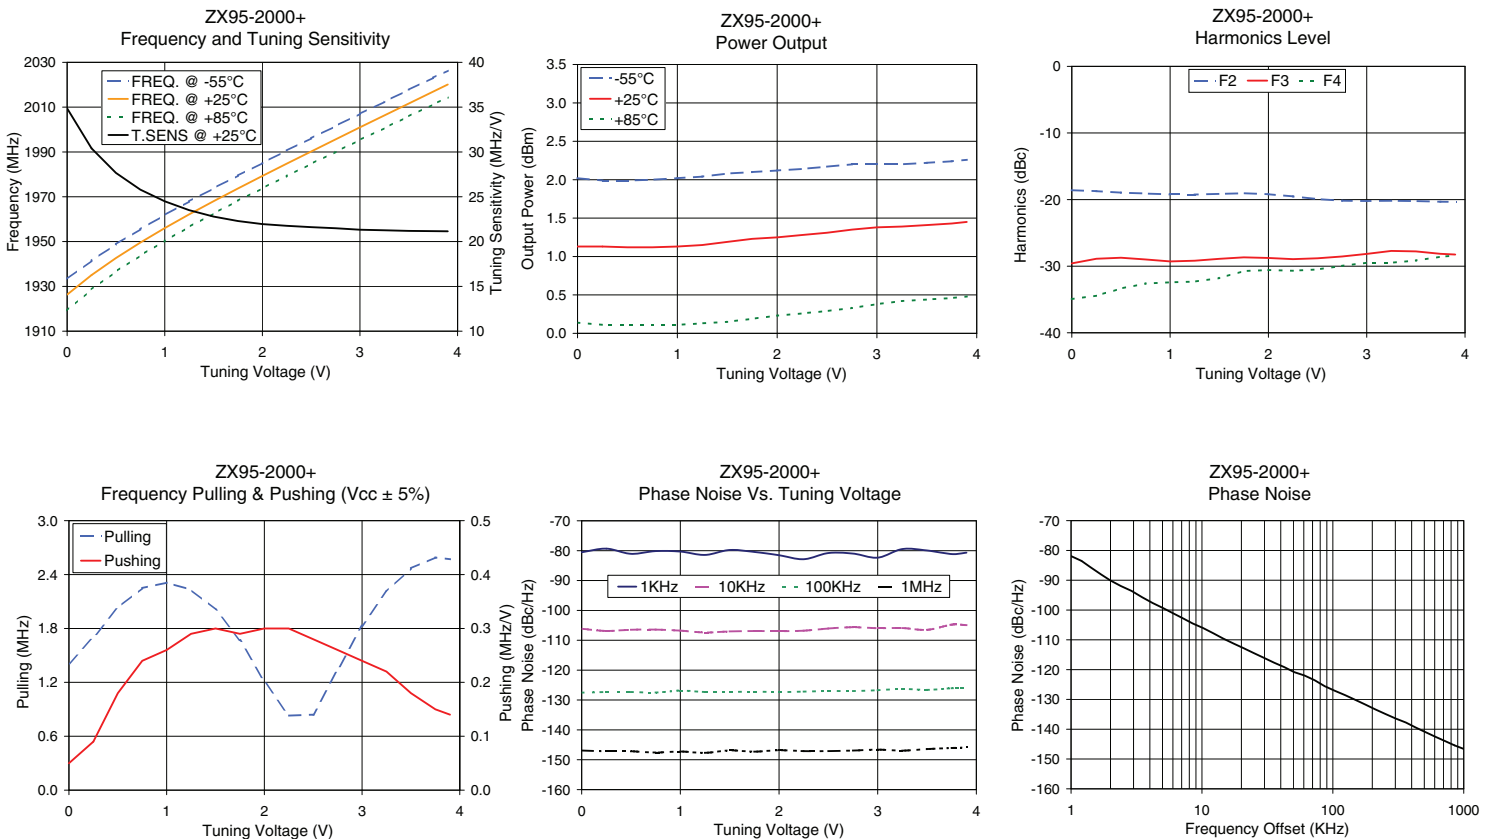 ZX95-2000+
Frequency and Tuning Sensitivity
2030
2010
1990
1970
1950
1930
1910
Frequency (MHz)
FREQ. @ -55°C
FREQ. @ +25°C
FREQ. @ +85°C
T.SENS @ +25°C
40
35
30
25
20
15
10
Tuning Sensitivity (MHz/V)
0 1 2 3 4
Tuning Voltage (V)
ZX95-2000+
Power Output
3.5
3.0
2.5
2.0
1.5
1.0
0.5
0.0
Output Power (dBm)
-55°C
+25°C
+85°C
0 1 2 3 4
Tuning Voltage (V)
ZX95-2000+
Harmonics Level
0
-10
-20
-30
-40
Harmonics (dBc)
F2 F3 F4
0 1 2 3 4
Tuning Voltage (V)
ZX95-2000+
Frequency Pulling & Pushing (Vcc ± 5%)
3.0
2.4
1.8
1.2
0.6
0.0
Pulling (MHz)
Pulling
Pushing
0.5
0.4
0.3
0.2
0.1
0.0
Pushing (MHz/V)
0 1 2 3 4
Tuning Voltage (V)
ZX95-2000+
Phase Noise Vs. Tuning Voltage
-70
-80
-90
-100
-110
-120
-130
-140
-150
-160
Phase Noise (dBc/Hz)
1KHz 10KHz 100KHz 1MHz
0 1 2 3 4
Tuning Voltage (V)
ZX95-2000+
Phase Noise
-70
-80
-90
-100
-110
-120
-130
-140
-150
-160
Phase Noise (dBc/Hz)
1 10 100 1000
Frequency Offset (KHz)